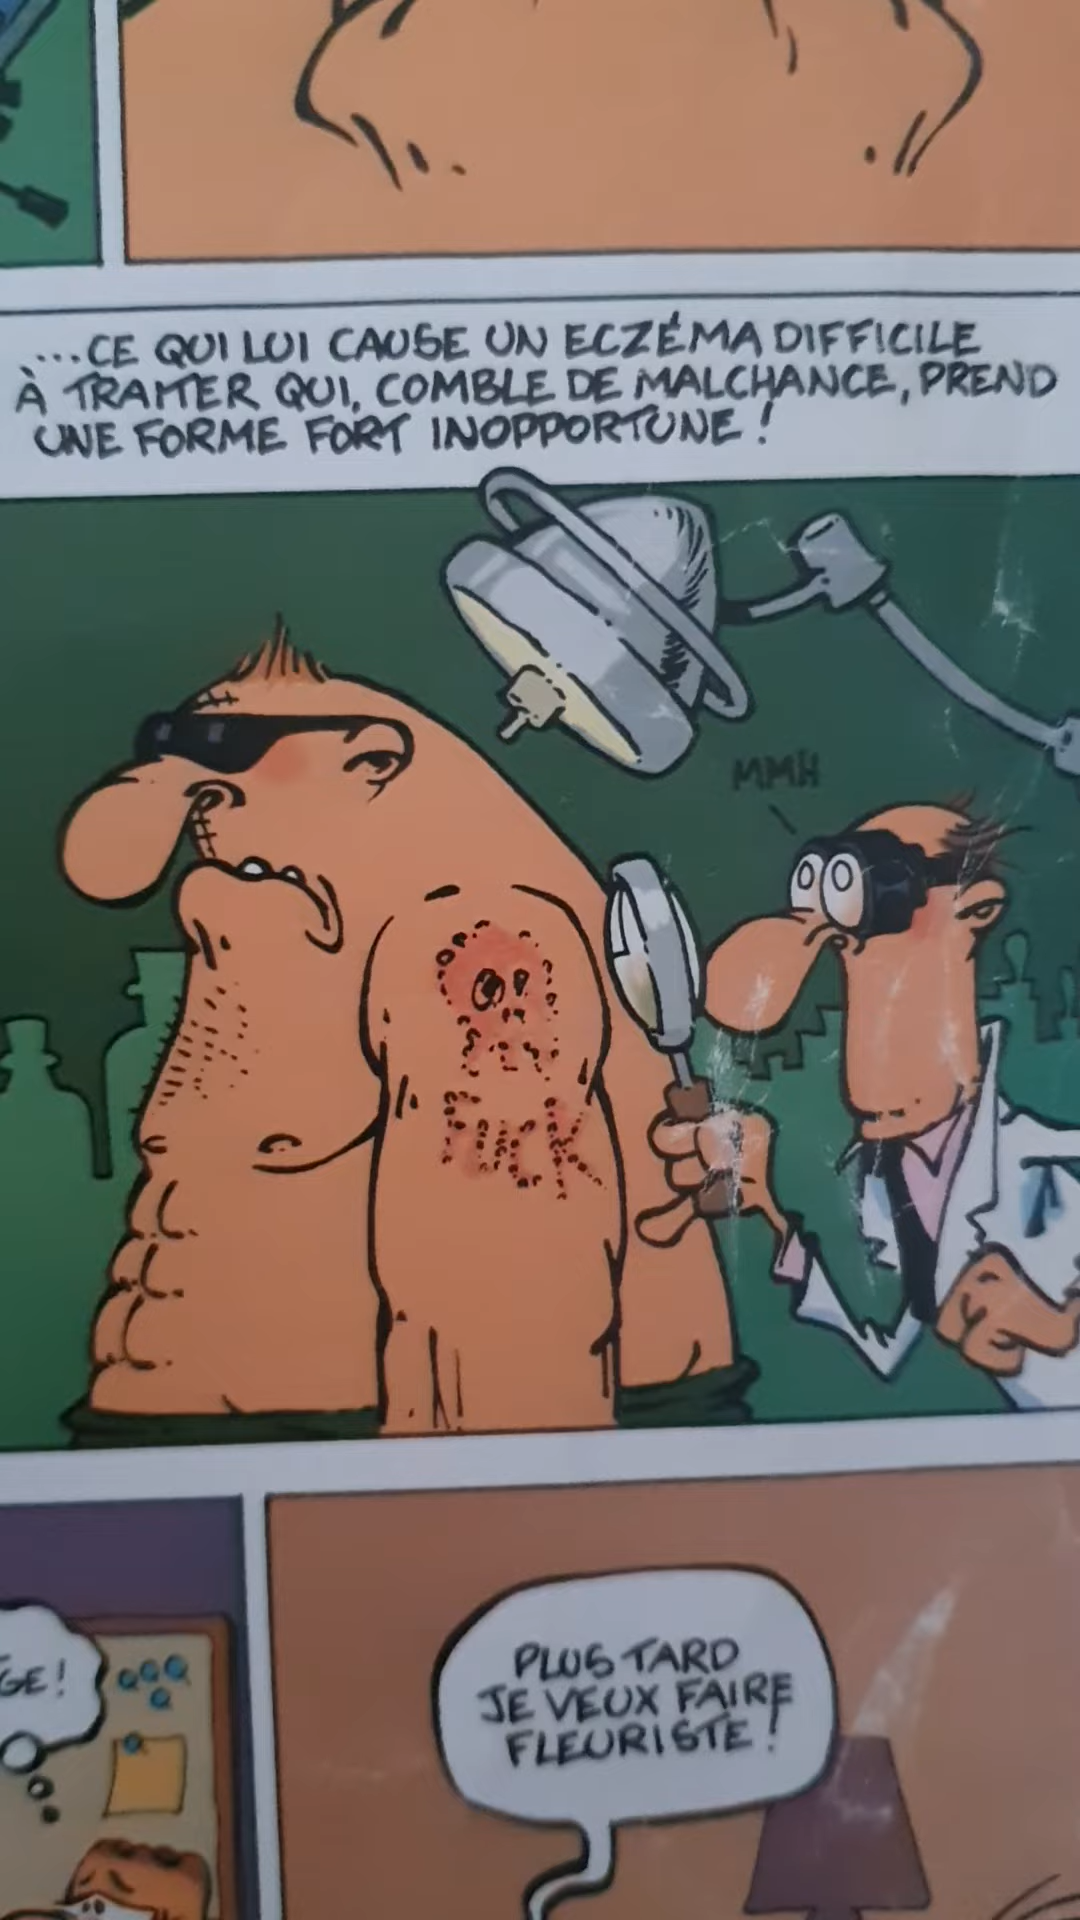 ...CE QUI LUI CAUSE UN ECZÉMA DIFFICILE
À TRAITER QUI, COMBLE DE MALCHANCE, PREND
UNE FORME FORT INOPPORTUNE !
MMH
FUCK
GE !
PLUS TARD
JE VEUX FAIRE
FLEURISTE !